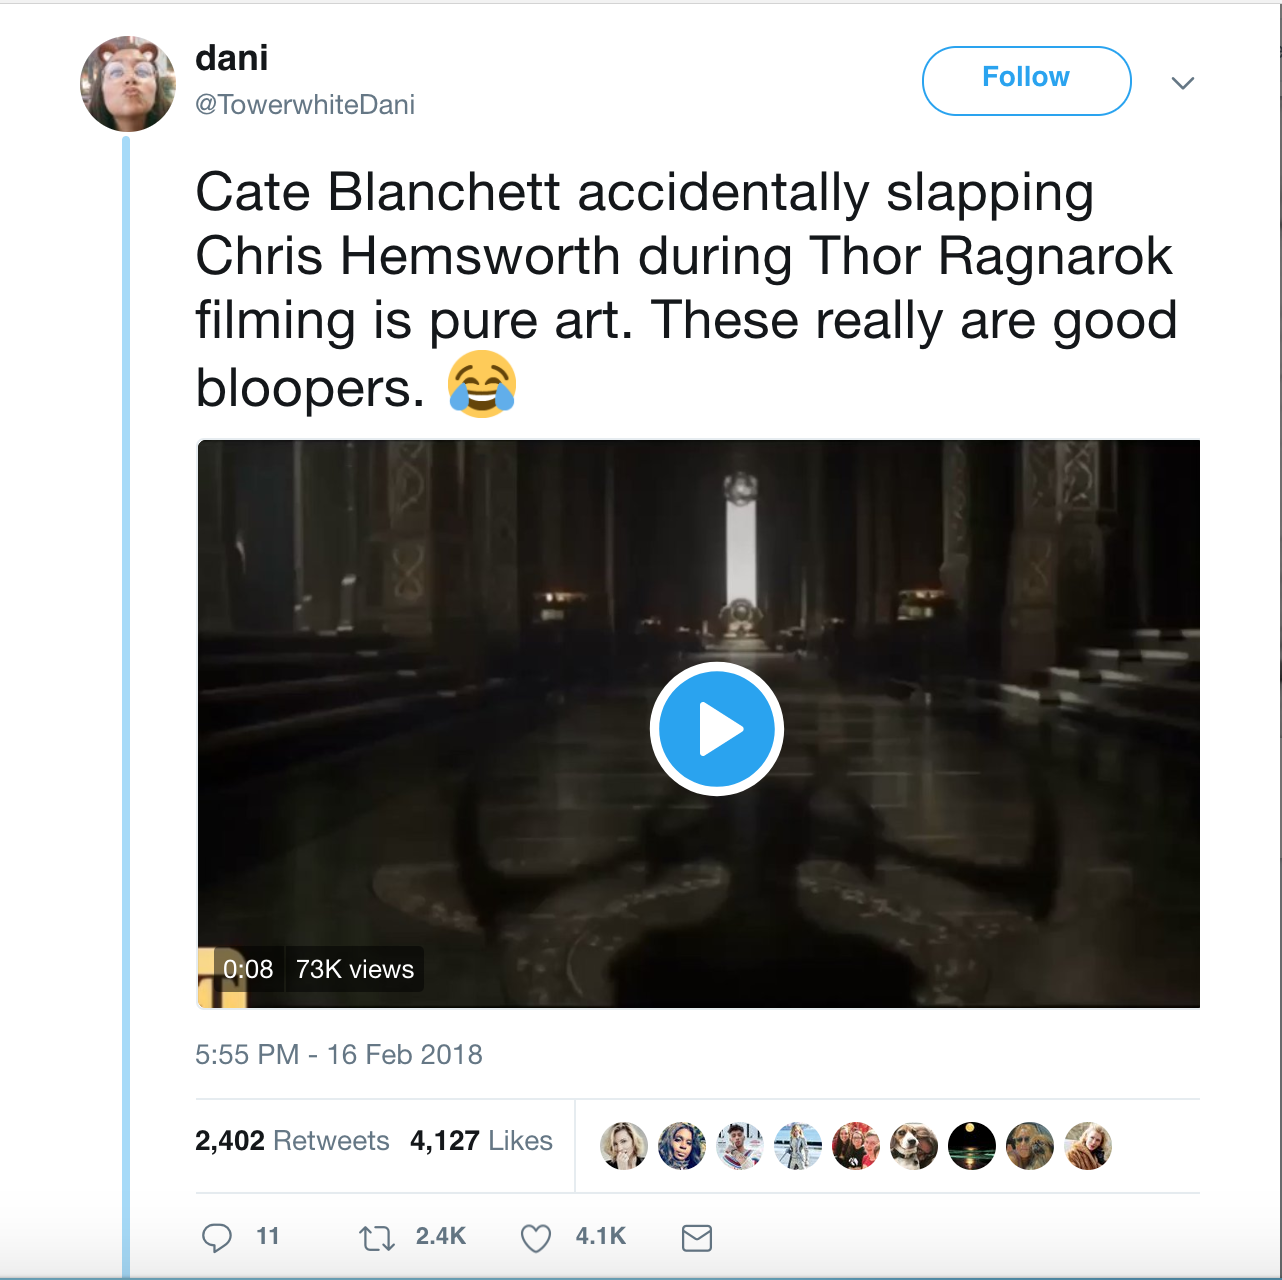 dani
@TowerwhiteDani
Follow
Cate Blanchett accidentally slapping
Chris Hemsworth during Thor Ragnarok
filming is pure art. These really are good
bloopers. 😂
0:08 73K views
5:55 PM - 16 Feb 2018
2,402 Retweets 4,127 Likes
11 2.4K 4.1K